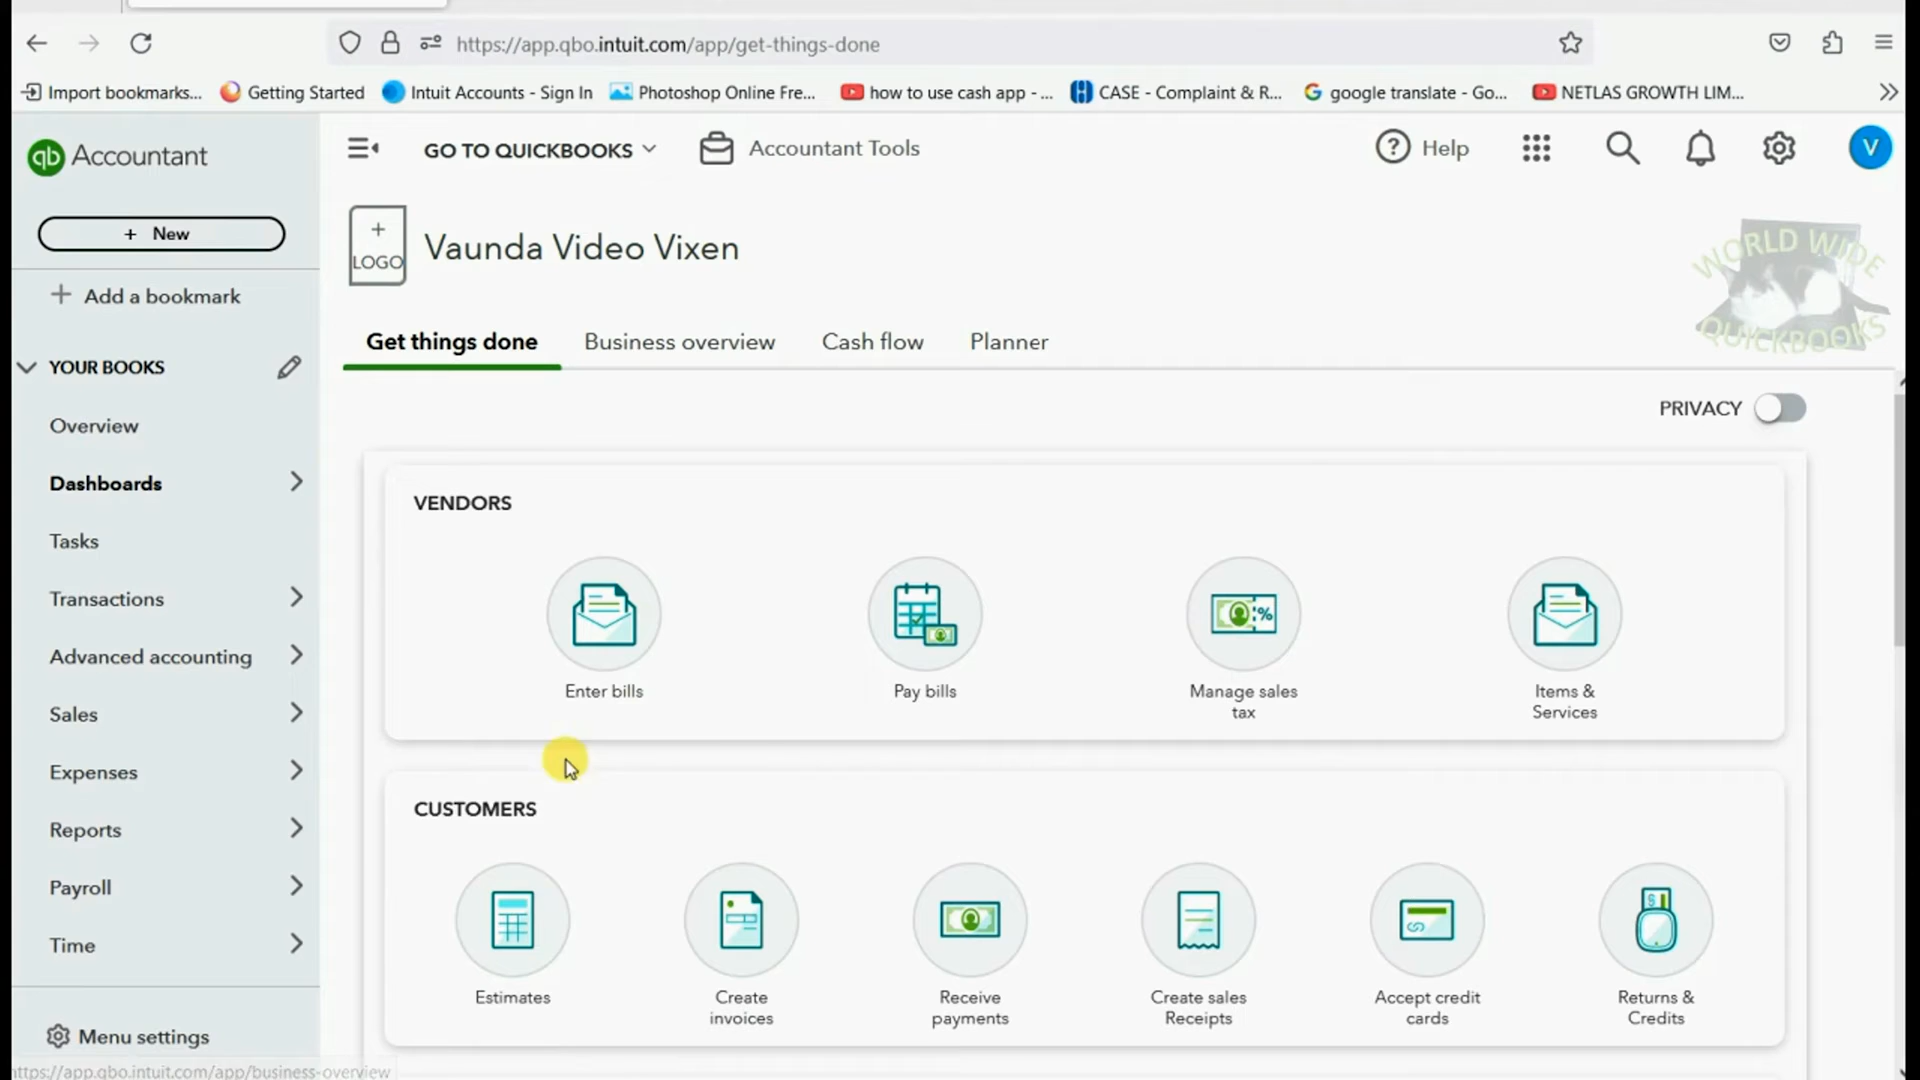 https://app.qbo.intuit.com/app/get-things-done
Import bookmarks...
Getting Started
Intuit Accounts - Sign In
Photoshop Online Fre...
how to use cash app - ...
CASE - Complaint & R...
google translate - Go...
NETLAS GROWTH LIM...
qb Accountant
GO TO QUICKBOOKS
Accountant Tools
? Help
V
+ New
+ LOGO
Vaunda Video Vixen
WORLD WIDE
QUICKBOOKS
+ Add a bookmark
Get things done
Business overview
Cash flow
Planner
YOUR BOOKS
PRIVACY
Overview
Dashboards
Tasks
Transactions
Advanced accounting
Sales
Expenses
Reports
Payroll
Time
Menu settings
VENDORS
Enter bills
Pay bills
Manage sales
tax
Items &
Services
CUSTOMERS
Estimates
Create
invoices
Receive
payments
Create sales
Receipts
Accept credit
cards
Returns &
Credits
https://app.qbo.intuit.com/app/business-overview